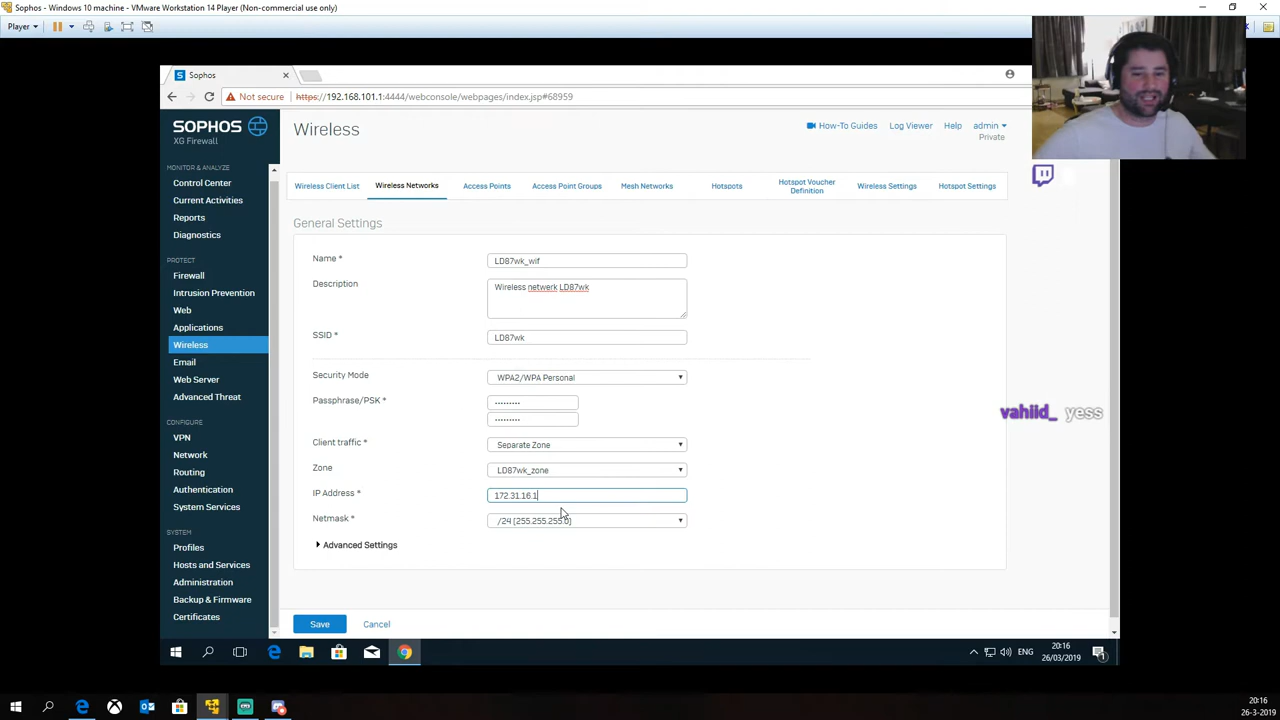 Sophos - Windows 10 machine - VMware Workstation 14 Player (Non-commercial use only)
Player
Sophos
Not secure https://192.168.101.1:4444/webconsole/webpages/index.jsp#68959
SOPHOS
XG Firewall
MONITOR & ANALYZE
Control Center
Current Activities
Reports
Diagnostics
PROTECT
Firewall
Intrusion Prevention
Web
Applications
Wireless
Email
Web Server
Advanced Threat
CONFIGURE
VPN
Network
Routing
Authentication
System Services
SYSTEM
Profiles
Hosts and Services
Administration
Backup & Firmware
Certificates
Wireless
How-To Guides Log Viewer Help admin
Private
Wireless Client List Wireless Networks Access Points Access Point Groups Mesh Networks Hotspots Hotspot Voucher Definition Wireless Settings Hotspot Settings
General Settings
Name * LD87wk_wif
Description Wireless netwerk LD87wk
SSID * LD87wk
Security Mode WPA2/WPA Personal
Passphrase/PSK * •••••••••
•••••••••
Client traffic * Separate Zone
Zone LD87wk_zone
IP Address * 172.31.16.1
Netmask * /24 (255.255.255.0)
Advanced Settings
Save Cancel
vahiid_ yess
ENG 20:16
26/03/2019
20:16
26-3-2019